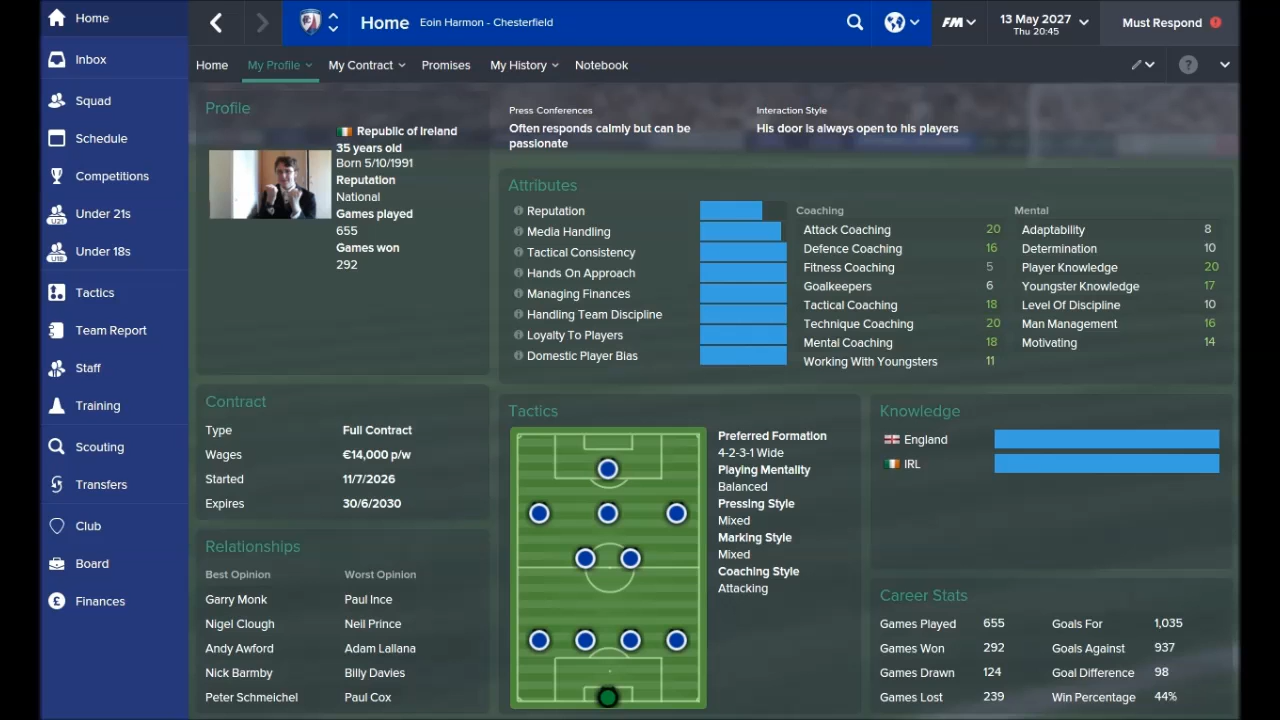 Home
Inbox
Squad
Schedule
Competitions
U21
Under 21s
U18
Under 18s
Tactics
Team Report
Staff
Training
Scouting
Transfers
Club
Board
£
Finances
Home Eoin Harmon - Chesterfield
FM
13 May 2027
Thu 20:45
Must Respond
Home My Profile My Contract Promises My History Notebook
?
Profile
Republic of Ireland
35 years old
Born 5/10/1991
Reputation
National
Games played
655
Games won
292
Press Conferences
Often responds calmly but can be
passionate
Interaction Style
His door is always open to his players
Attributes
Reputation
Media Handling
Tactical Consistency
Hands On Approach
Managing Finances
Handling Team Discipline
Loyalty To Players
Domestic Player Bias
Coaching
Attack Coaching 20
Defence Coaching 16
Fitness Coaching 5
Goalkeepers 6
Tactical Coaching 18
Technique Coaching 20
Mental Coaching 18
Working With Youngsters 11
Mental
Adaptability 8
Determination 10
Player Knowledge 20
Youngster Knowledge 17
Level Of Discipline 10
Man Management 16
Motivating 14
Contract
Type Full Contract
Wages €14,000 p/w
Started 11/7/2026
Expires 30/6/2030
Relationships
Best Opinion Worst Opinion
Garry Monk Paul Ince
Nigel Clough Neil Prince
Andy Awford Adam Lallana
Nick Barmby Billy Davies
Peter Schmeichel Paul Cox
Tactics
Preferred Formation
4-2-3-1 Wide
Playing Mentality
Balanced
Pressing Style
Mixed
Marking Style
Mixed
Coaching Style
Attacking
Knowledge
England
IRL
Career Stats
Games Played 655 Goals For 1,035
Games Won 292 Goals Against 937
Games Drawn 124 Goal Difference 98
Games Lost 239 Win Percentage 44%